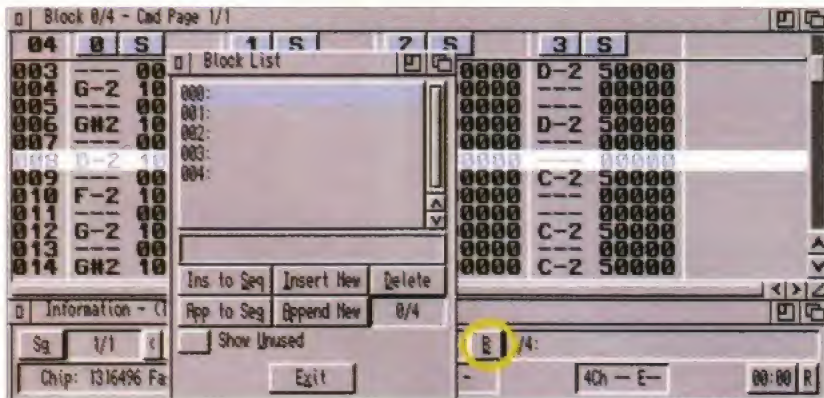 Block 0/4 - Cmd Page 1/1
04 0 S 1 S 2 S 3 S
003 --- 00 0000 D-2 50000
004 G-2 10 0000 --- 00000
005 --- 00 0000 --- 00000
006 G#2 10 0000 D-2 50000
007 --- 00 0000 --- 00000
008 D-2 10 0000 --- 00000
009 --- 00 0000 C-2 50000
010 F-2 10 0000 --- 00000
011 --- 00 0000 --- 00000
012 G-2 10 0000 C-2 50000
013 --- 00 0000 --- 00000
014 G#2 10 0000 C-2 50000
Block List
000:
001:
002:
003:
004:
Ins to Seq Insert New Delete
App to Seq Append New 0/4
Show Unused
Exit
Information - (
Sg 1/1 < B /4:
Chip: 1316496 Fa - 4Ch -- E-- 00:00 R